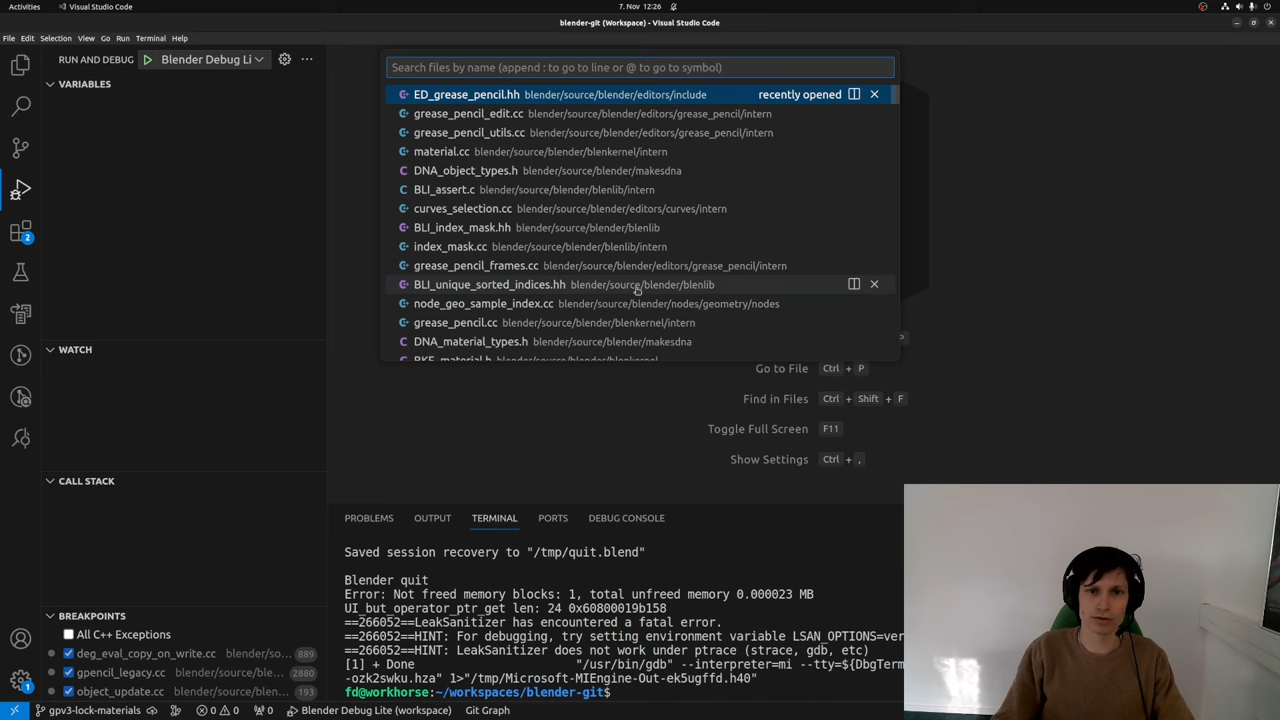 Activities
Visual Studio Code
7. Nov 12:26
blender-git (Workspace) - Visual Studio Code
File Edit Selection View Go Run Terminal Help
RUN AND DEBUG Blender Debug Li
VARIABLES
Search files by name (append : to go to line or @ to go to symbol)
ED_grease_pencil.hh blender/source/blender/editors/include recently opened
grease_pencil_edit.cc blender/source/blender/editors/grease_pencil/intern
grease_pencil_utils.cc blender/source/blender/editors/grease_pencil/intern
material.cc blender/source/blender/blenkernel/intern
DNA_object_types.h blender/source/blender/makesdna
BLI_assert.c blender/source/blender/blenlib/intern
curves_selection.cc blender/source/blender/editors/curves/intern
BLI_index_mask.hh blender/source/blender/blenlib
index_mask.cc blender/source/blender/blenlib/intern
grease_pencil_frames.cc blender/source/blender/editors/grease_pencil/intern
BLI_unique_sorted_indices.hh blender/source/blender/blenlib
node_geo_sample_index.cc blender/source/blender/nodes/geometry/nodes
grease_pencil.cc blender/source/blender/blenkernel/intern
DNA_material_types.h blender/source/blender/makesdna
BKE_material.h blender/source/blender/blenkernel
2
WATCH
Go to File Ctrl + P
Find in Files Ctrl + Shift + F
Toggle Full Screen F11
Show Settings Ctrl + ,
CALL STACK
PROBLEMS OUTPUT TERMINAL PORTS DEBUG CONSOLE
Saved session recovery to "/tmp/quit.blend"
Blender quit
Error: Not freed memory blocks: 1, total unfreed memory 0.000023 MB
UI_but_operator_ptr_get len: 24 0x60800019b158
==266052==LeakSanitizer has encountered a fatal error.
==266052==HINT: For debugging, try setting environment variable LSAN_OPTIONS=ver
==266052==HINT: LeakSanitizer does not work under ptrace (strace, gdb, etc)
[1] + Done "/usr/bin/gdb" --interpreter=mi --tty=${DbgTerm
-ozk2swku.hza" 1>"/tmp/Microsoft-MIEngine-Out-ek5ugffd.h40"
fd@workhorse:~/workspaces/blender-git$
BREAKPOINTS
All C++ Exceptions
deg_eval_copy_on_write.cc blender/so... 889
gpencil_legacy.cc blender/source/blen... 2880
object_update.cc blender/source/blen... 193
1
gpv3-lock-materials 0 0 0 Blender Debug Lite (workspace) Git Graph